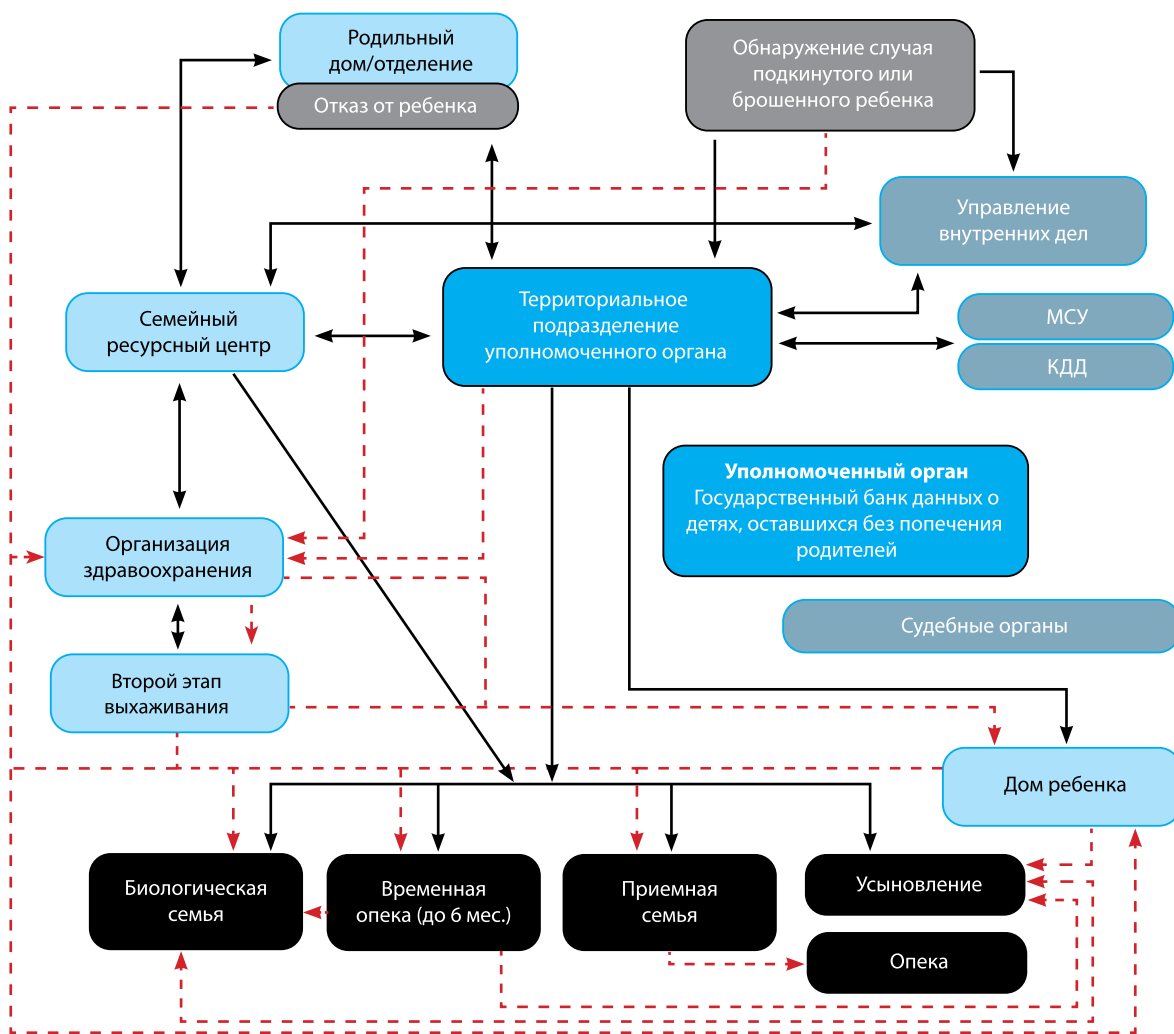 Родильный
дом/отделение
Отказ от ребенка
Обнаружение случая
подкинутого или
брошенного ребенка
Управление
внутренних дел
Семейный
ресурсный центр
Территориальное
подразделение
уполномоченного органа
МСУ
КДД
Уполномоченный орган
Государственный банк данных о
детях, оставшихся без попечения
родителей
Организация
здравоохранения
Судебные органы
Второй этап
выхаживания
Дом ребенка
Биологическая
семья
Временная
опека (до 6 мес.)
Приемная
семья
Усыновление
Опека